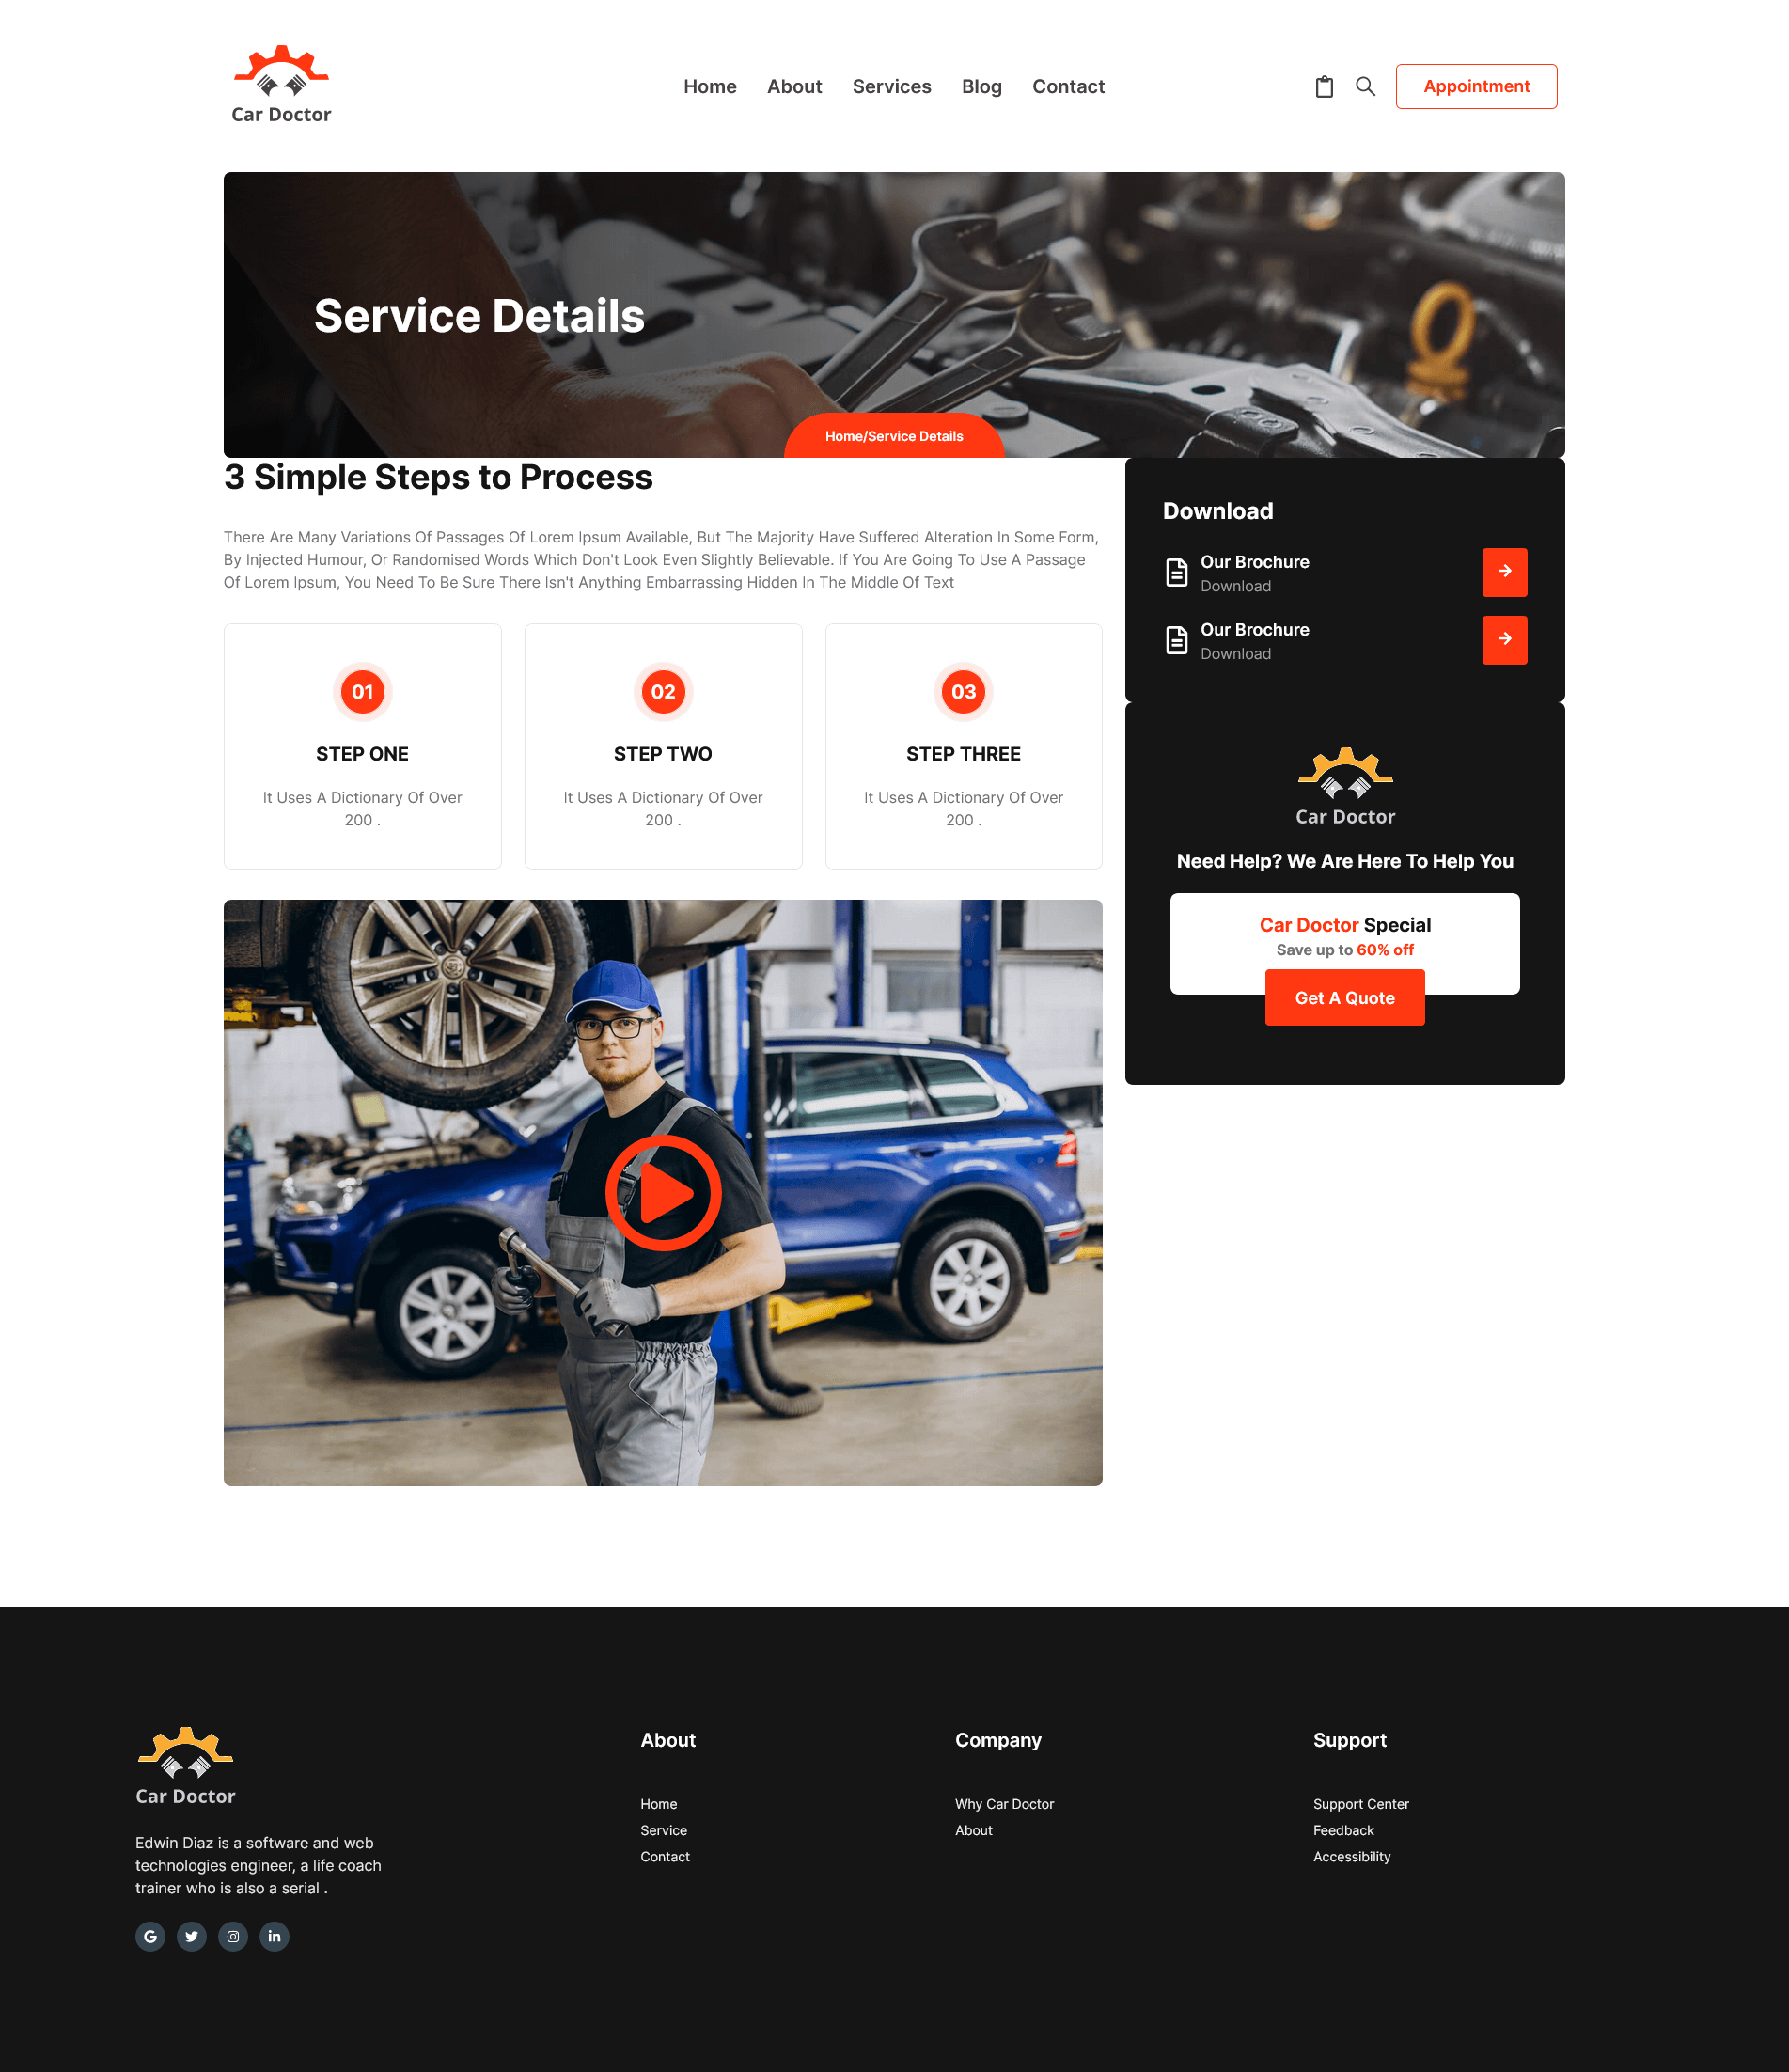 Car Doctor
Home About Services Blog Contact
Appointment
Service Details
Home/Service Details
3 Simple Steps to Process
There Are Many Variations Of Passages Of Lorem Ipsum Available, But The Majority Have Suffered Alteration In Some Form,
By Injected Humour, Or Randomised Words Which Don't Look Even Slightly Believable. If You Are Going To Use A Passage
Of Lorem Ipsum, You Need To Be Sure There Isn't Anything Embarrassing Hidden In The Middle Of Text
01
STEP ONE
It Uses A Dictionary Of Over
200 .
02
STEP TWO
It Uses A Dictionary Of Over
200 .
03
STEP THREE
It Uses A Dictionary Of Over
200 .
Download
Our Brochure
Download
Our Brochure
Download
Car Doctor
Need Help? We Are Here To Help You
Car Doctor Special
Save up to 60% off
Get A Quote
Car Doctor
Edwin Diaz is a software and web
technologies engineer, a life coach
trainer who is also a serial .
About
Home
Service
Contact
Company
Why Car Doctor
About
Support
Support Center
Feedback
Accessibility